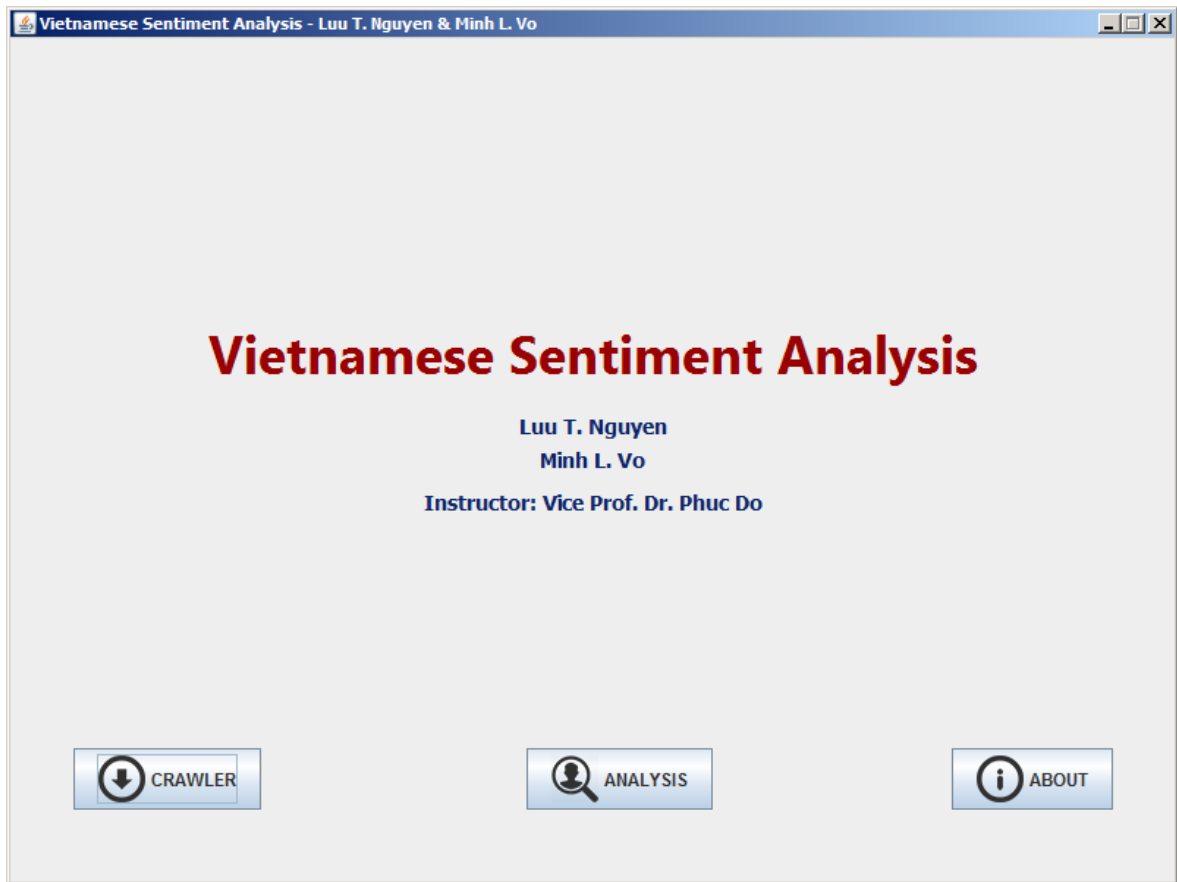 Vietnamese Sentiment Analysis - Luu T. Nguyen & Minh L. Vo
Vietnamese Sentiment Analysis
Luu T. Nguyen
Minh L. Vo
Instructor: Vice Prof. Dr. Phuc Do
CRAWLER
ANALYSIS
ABOUT